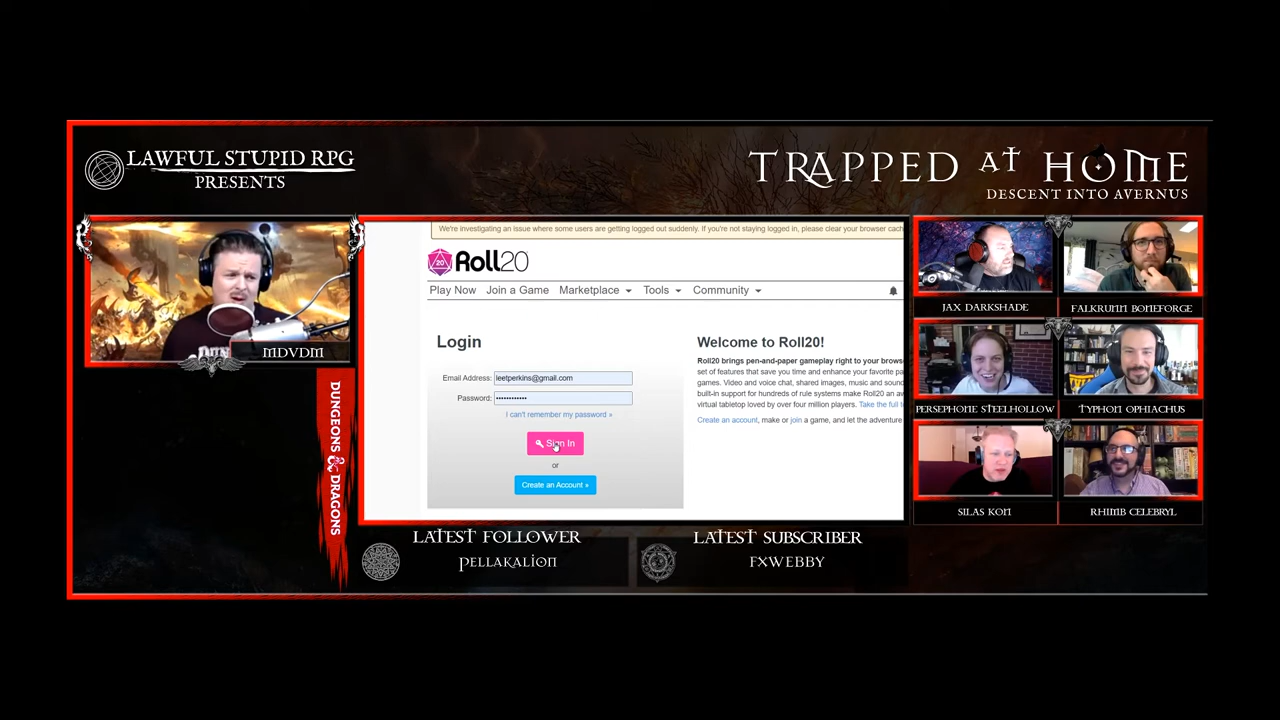 LAWFUL STUPID RPG
PRESENTS
TRAPPED AT HOME
DESCENT INTO AVERNUS
MDVDM
DUNGEONS & DRAGONS
We're investigating an issue where some users are getting logged out suddenly. If you're not staying logged in, please clear your browser cach
20
Roll20
Play Now Join a Game Marketplace Tools Community
Login
Email Address: leetperkins@gmail.com
Password: ••••••••••••
I can't remember my password »
Sign In
or
Create an Account »
Welcome to Roll20!
Roll20 brings pen-and-paper gameplay right to your brows
set of features that save you time and enhance your favorite pa
games. Video and voice chat, shared images, music and soun
built-in support for hundreds of rule systems make Roll20 an aw
virtual tabletop loved by over four million players. Take the full t
Create an account, make or join a game, and let the adventure
JAX DARKSHADE
FALKRUNN BONEFORGE
PERSEPHONE STEELHOLLOW
TYPHON OPHIACHUS
SILAS KON
RHIMB CELEBRYL
LATEST FOLLOWER
PELLAKALION
LATEST SUBSCRIBER
FXWEBBY